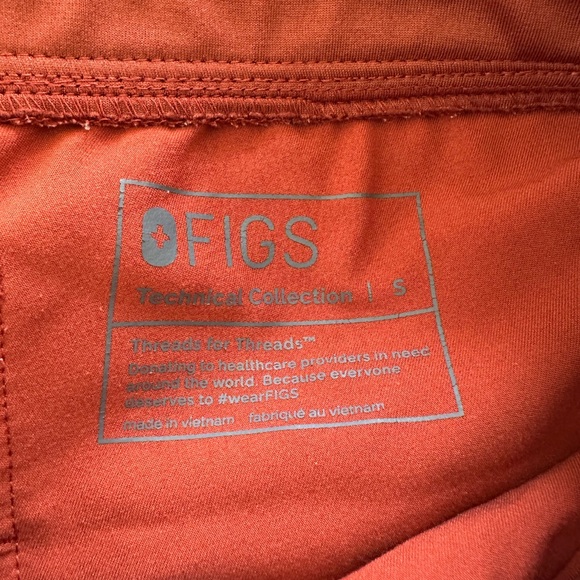 FIGS
Technical Collection | S
Threads for Threads™
Donating to healthcare providers in need
around the world. Because everyone
deserves to #wearFIGS
made in vietnam fabriqué au vietnam